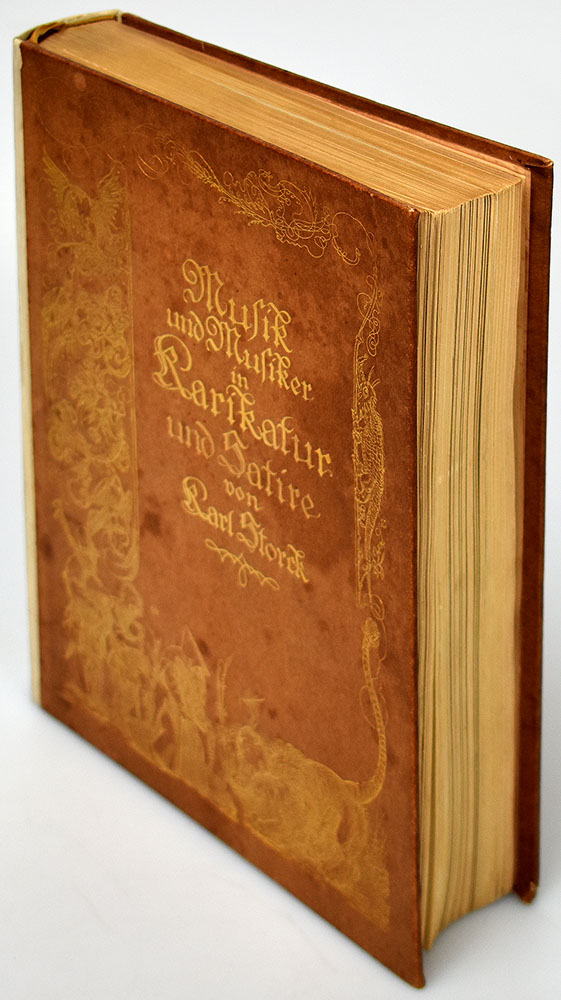 Musik
und Musiker
in
Karikatur
und Satire
von
Karl Storck